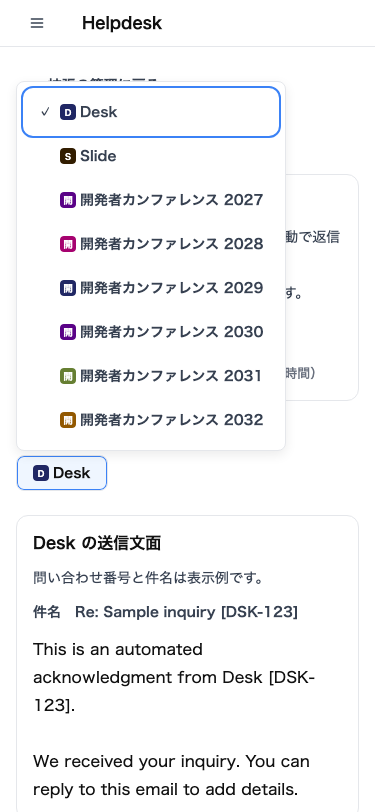 Helpdesk
✓ D Desk
S Slide
開 開発者カンファレンス 2027
開 開発者カンファレンス 2028
開 開発者カンファレンス 2029
開 開発者カンファレンス 2030
開 開発者カンファレンス 2031
開 開発者カンファレンス 2032
動で返信
す。
時間）
D Desk
Desk の送信文面
問い合わせ番号と件名は表示例です。
件名 Re: Sample inquiry [DSK-123]
This is an automated
acknowledgment from Desk [DSK-
123].
We received your inquiry. You can
reply to this email to add details.